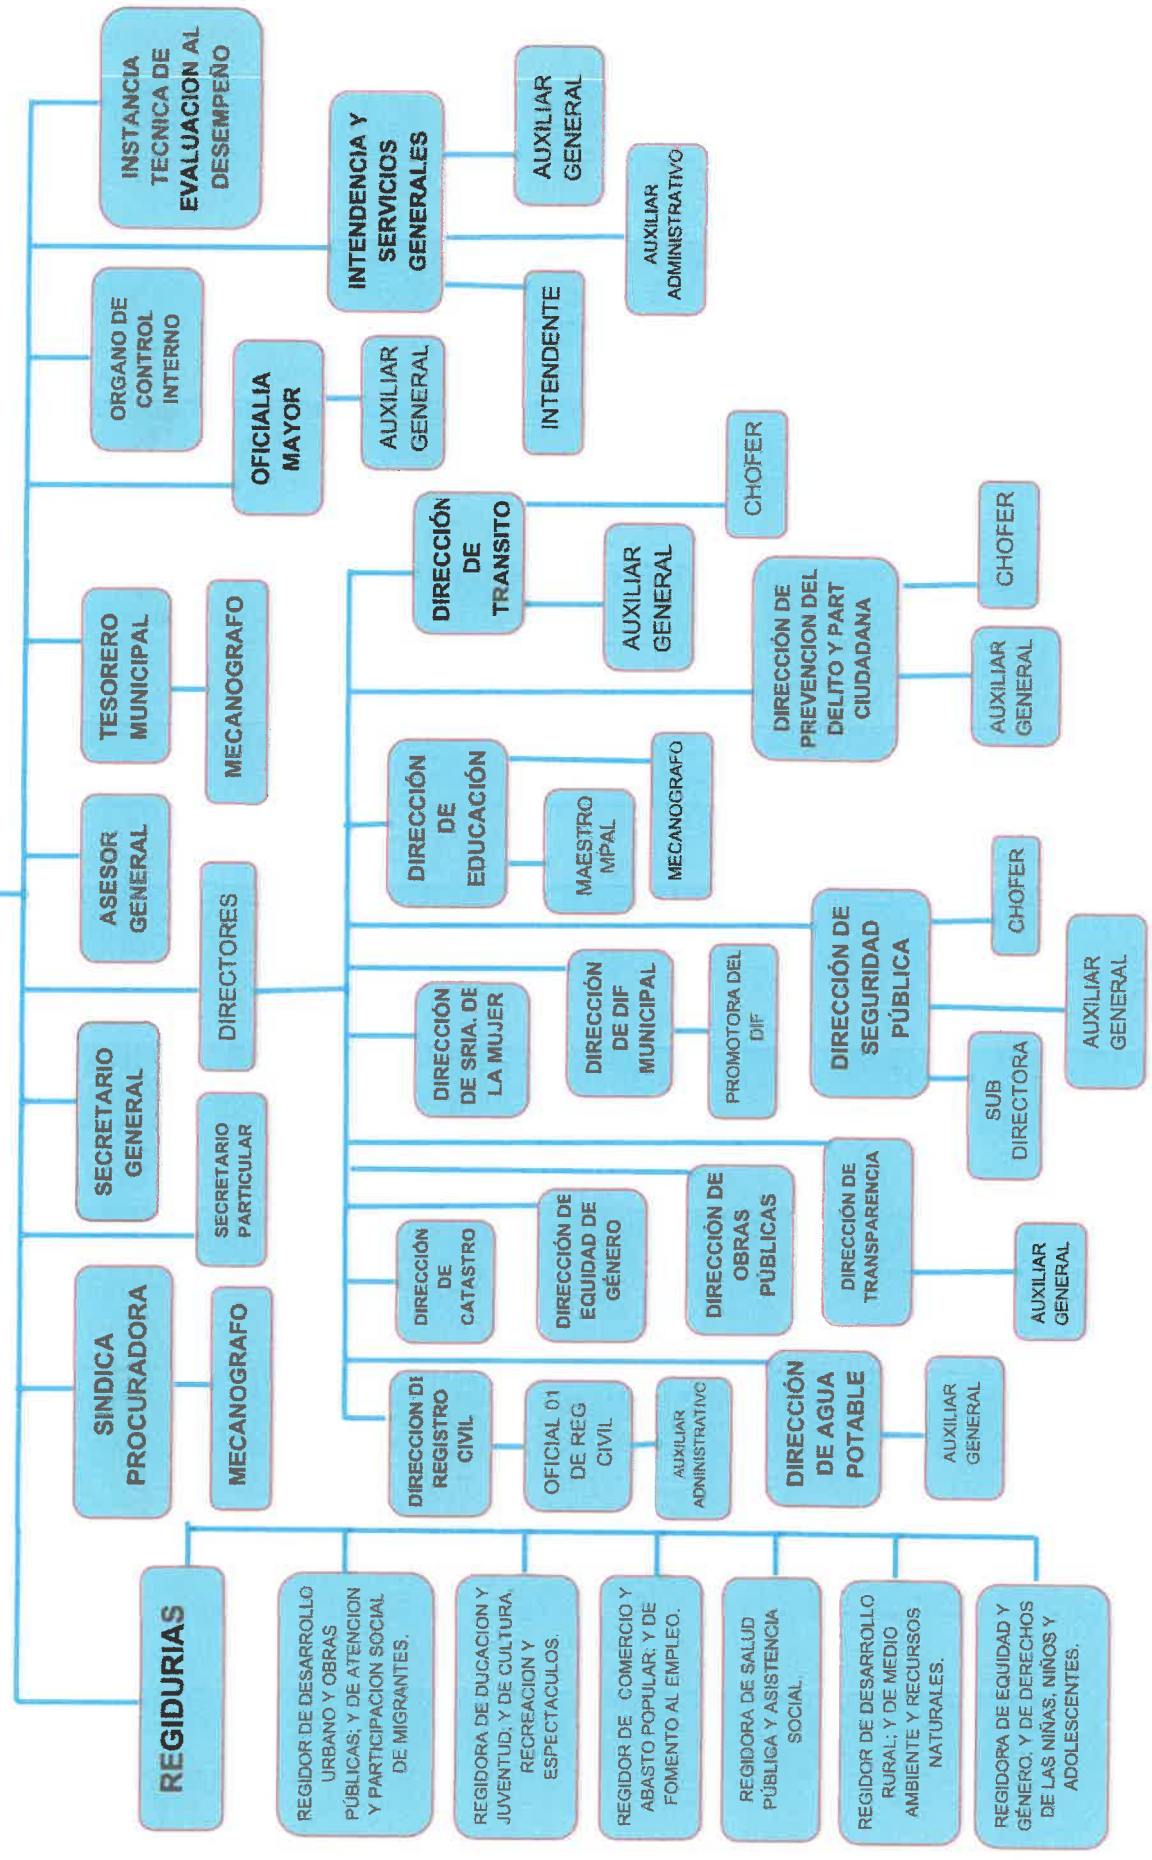 REGIDURIAS
REGIDOR DE DESARROLLO
URBANO Y OBRAS
PÚBLICAS; Y DE ATENCION
Y PARTICIPACION SOCIAL
DE MIGRANTES.
REGIDORA DE DUCACION Y
JUVENTUD; Y DE CULTURA,
RECREACION Y
ESPECTACULOS.
REGIDOR DE COMERCIO Y
ABASTO POPULAR; Y DE
FOMENTO AL EMPLEO.
REGIDORA DE SALUD
PÚBLICA Y ASISTENCIA
SOCIAL.
REGIDOR DE DESARROLLO
RURAL; Y DE MEDIO
AMBIENTE Y RECURSOS
NATURALES.
REGIDORA DE EQUIDAD Y
GÉNERO, Y DE DERECHOS
DE LAS NIÑAS, NIÑOS Y
ADOLESCENTES.
SINDICA
PROCURADORA
MECANOGRAFO
SECRETARIO
PARTICULAR
SECRETARIO
GENERAL
DIRECTORES
ASESOR
GENERAL
TESORERO
MUNICIPAL
MECANOGRAFO
OFICIALIA
MAYOR
AUXILIAR
GENERAL
ORGANO DE
CONTROL
INTERNO
INTENDENCIA Y
SERVICIOS
GENERALES
INTENDENTE
AUXILIAR
ADMINISTRATIVO
AUXILIAR
GENERAL
INSTANCIA
TECNICA DE
EVALUACION AL
DESEMPEÑO
DIRECCION DE
REGISTRO
CIVIL
OFICIAL 01
DE REG
CIVIL
AUXILIAR
ADNINISTRATIVO
DIRECCIÓN
DE AGUA
POTABLE
AUXILIAR
GENERAL
DIRECCIÓN
DE
CATASTRO
DIRECCIÓN DE
EQUIDAD DE
GÉNERO
DIRECCIÓN DE
OBRAS
PÚBLICAS
DIRECCIÓN DE
TRANSPARENCIA
AUXILIAR
GENERAL
DIRECCIÓN
DE SRIA. DE
LA MUJER
DIRECCIÓN
DE DIF
MUNICIPAL
PROMOTORA DEL
DIF
DIRECCIÓN DE
SEGURIDAD
PÚBLICA
SUB
DIRECTORA
AUXILIAR
GENERAL
CHOFER
DIRECCIÓN
DE
EDUCACIÓN
MAESTRO
MPAL
MECANOGRAFO
DIRECCIÓN DE
PREVENCION DEL
DELITO Y PART
CIUDADANA
AUXILIAR
GENERAL
CHOFER
DIRECCIÓN
DE
TRANSITO
AUXILIAR
GENERAL
CHOFER